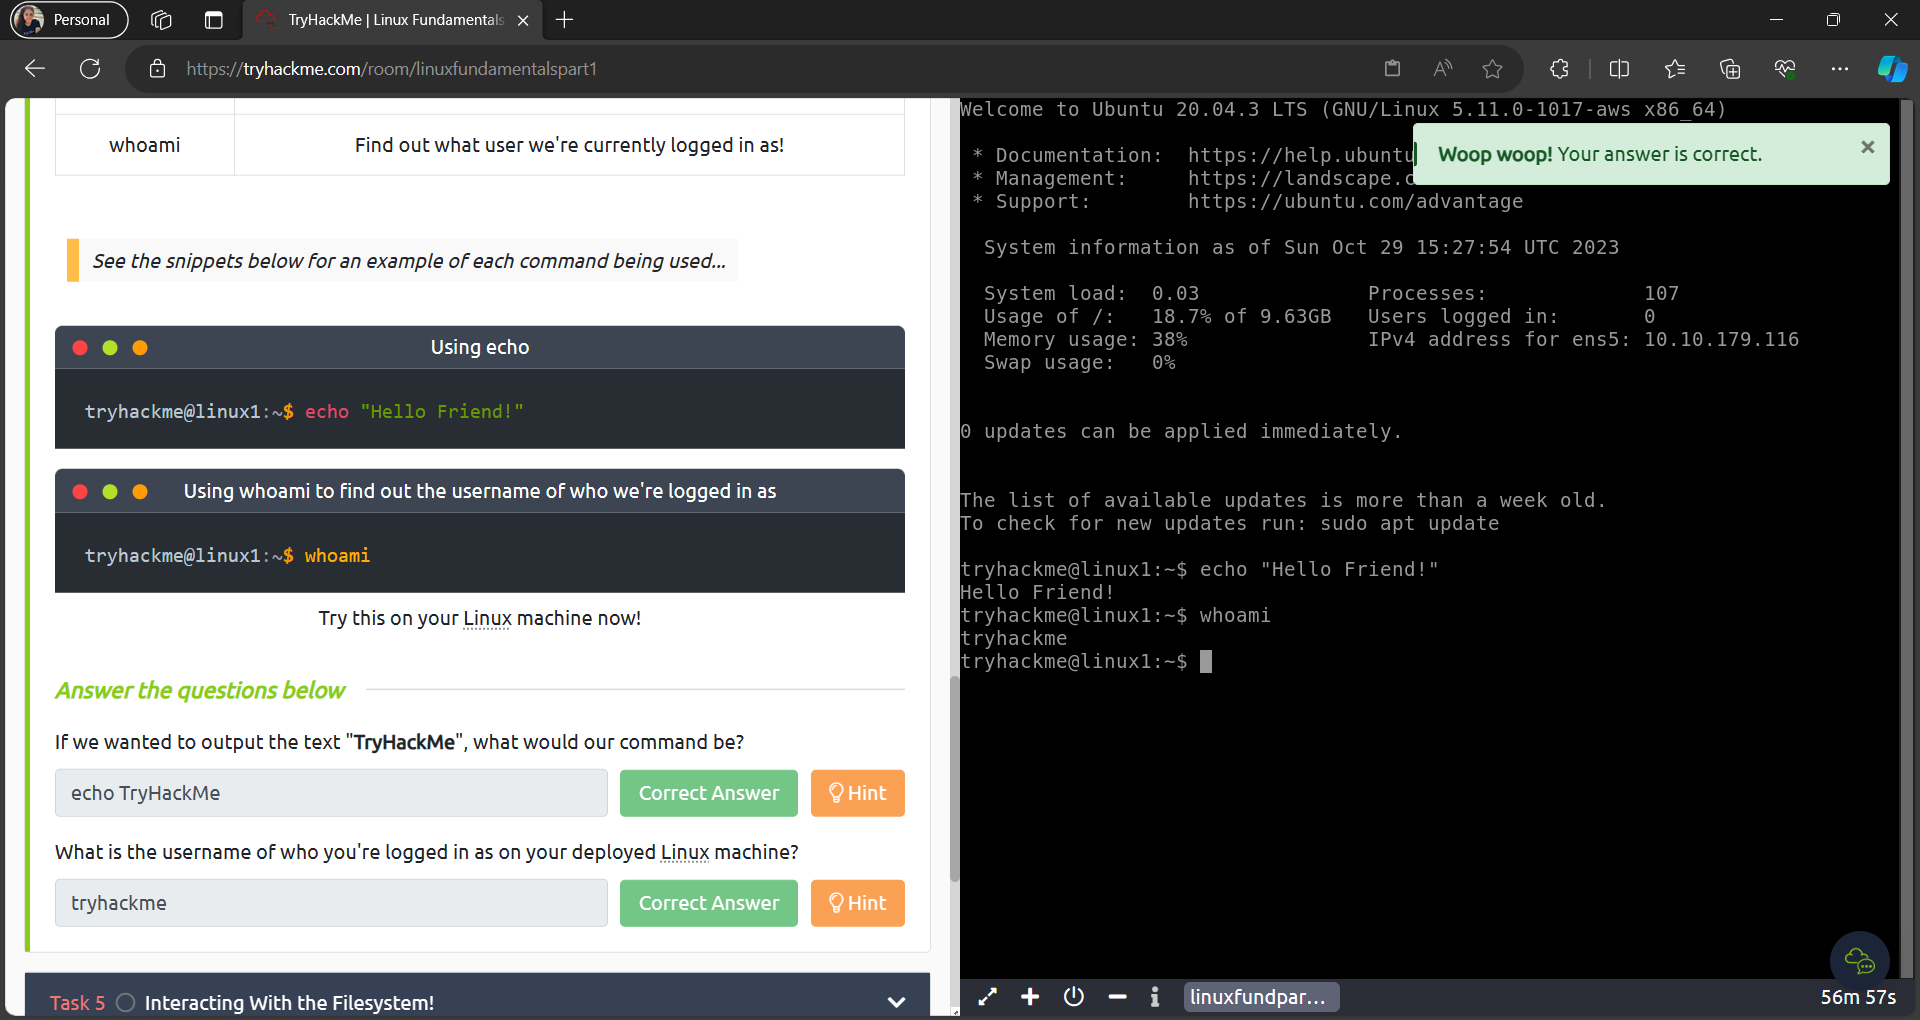 Personal
TryHackMe | Linux Fundamentals
https://tryhackme.com/room/linuxfundamentalspart1
whoami
Find out what user we're currently logged in as!
See the snippets below for an example of each command being used...
Using echo
tryhackme@linux1:~$ echo "Hello Friend!"
Using whoami to find out the username of who we're logged in as
tryhackme@linux1:~$ whoami
Try this on your Linux machine now!
Answer the questions below
If we wanted to output the text "TryHackMe", what would our command be?
echo TryHackMe
Correct Answer
Hint
What is the username of who you're logged in as on your deployed Linux machine?
tryhackme
Correct Answer
Hint
Task 5 Interacting With the Filesystem!
Welcome to Ubuntu 20.04.3 LTS (GNU/Linux 5.11.0-1017-aws x86_64)
Woop woop! Your answer is correct.
* Documentation: https://help.ubuntu
* Management: https://landscape.c
* Support: https://ubuntu.com/advantage
System information as of Sun Oct 29 15:27:54 UTC 2023
System load: 0.03 Processes: 107
Usage of /: 18.7% of 9.63GB Users logged in: 0
Memory usage: 38% IPv4 address for ens5: 10.10.179.116
Swap usage: 0%
0 updates can be applied immediately.
The list of available updates is more than a week old.
To check for new updates run: sudo apt update
tryhackme@linux1:~$ echo "Hello Friend!"
Hello Friend!
tryhackme@linux1:~$ whoami
tryhackme
tryhackme@linux1:~$
linuxfundpar...
56m 57s